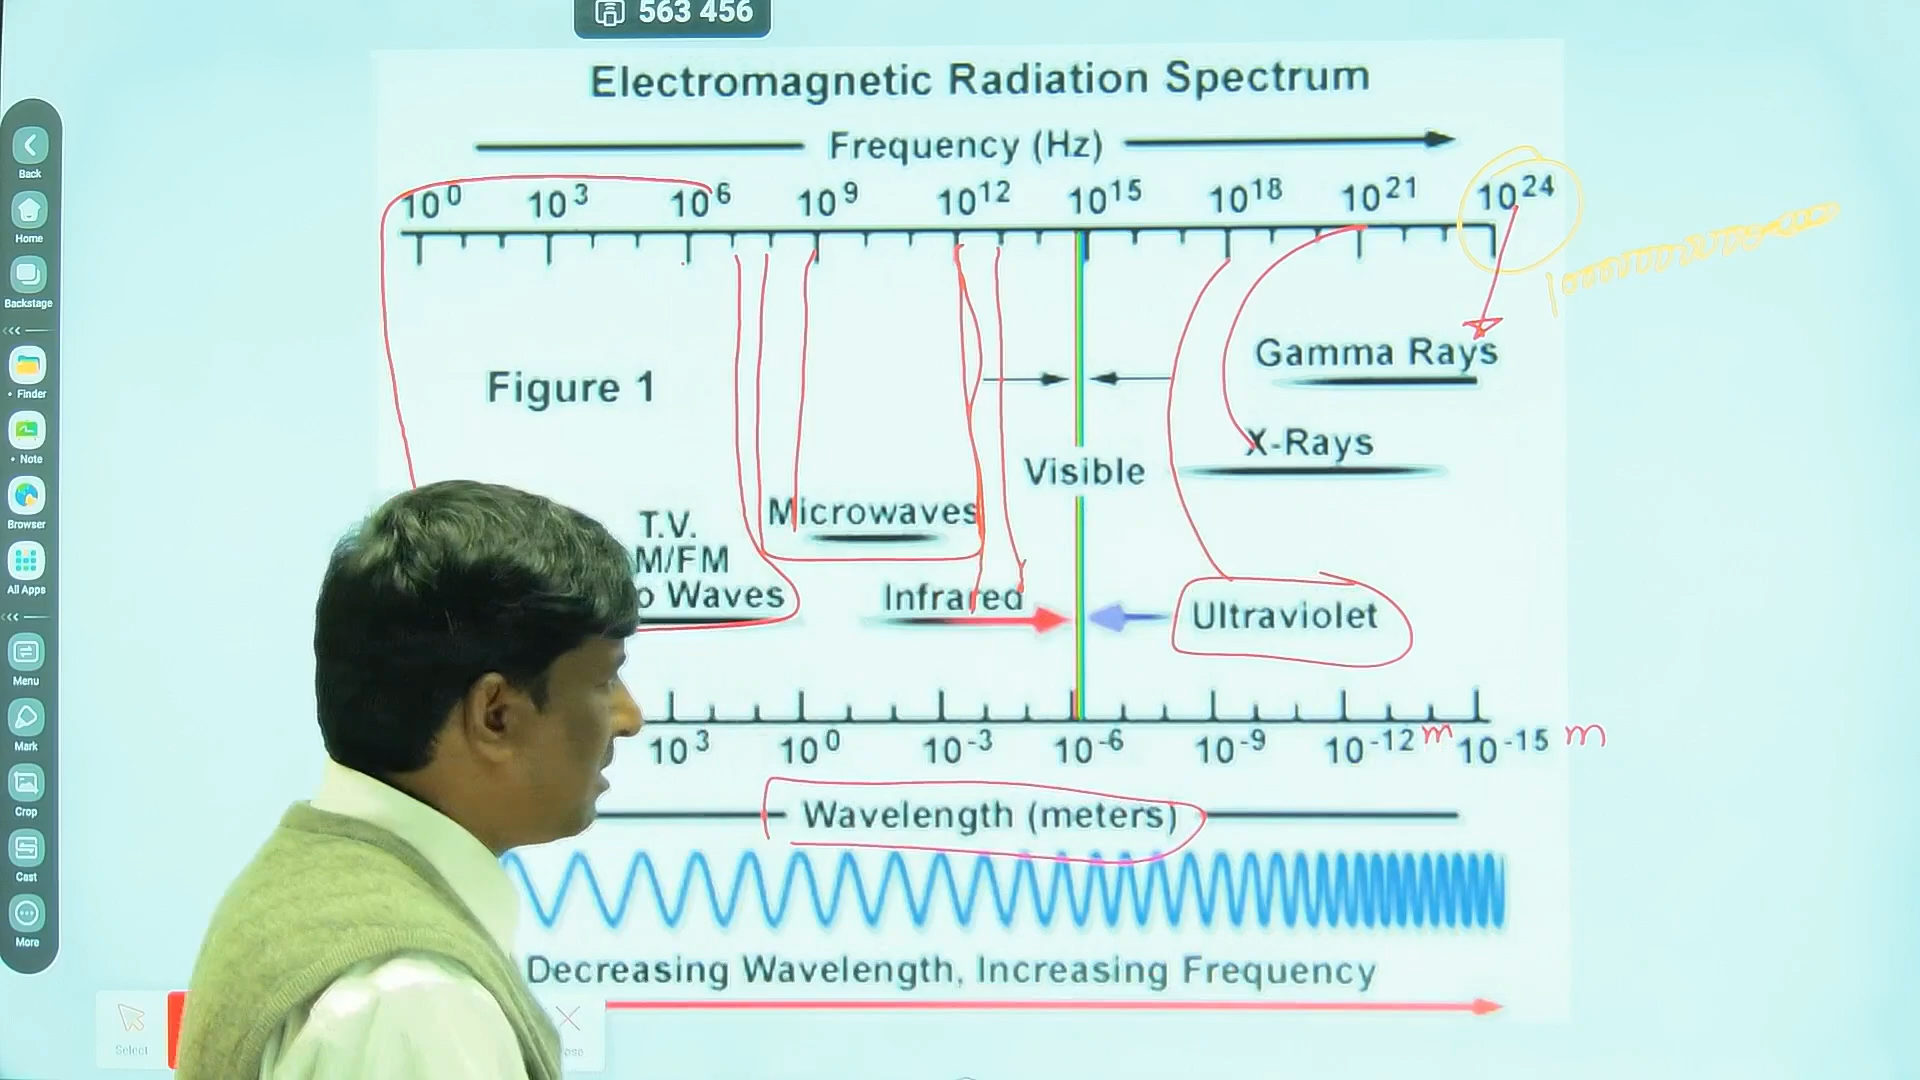 563 456
Electromagnetic Radiation Spectrum
Frequency (Hz)
10^0 10^3 10^6 10^9 10^12 10^15 10^18 10^21 10^24
Back
Home
Backstage
Finder
Note
Browser
All Apps
Menu
Mark
Crop
Cast
More
Figure 1
Gamma Rays
X-Rays
Visible
T.V.
M/FM
o Waves
Microwaves
Infrared
Ultraviolet
10^3 10^0 10^-3 10^-6 10^-9 10^-12 m 10^-15 m
Wavelength (meters)
Decreasing Wavelength, Increasing Frequency
Select